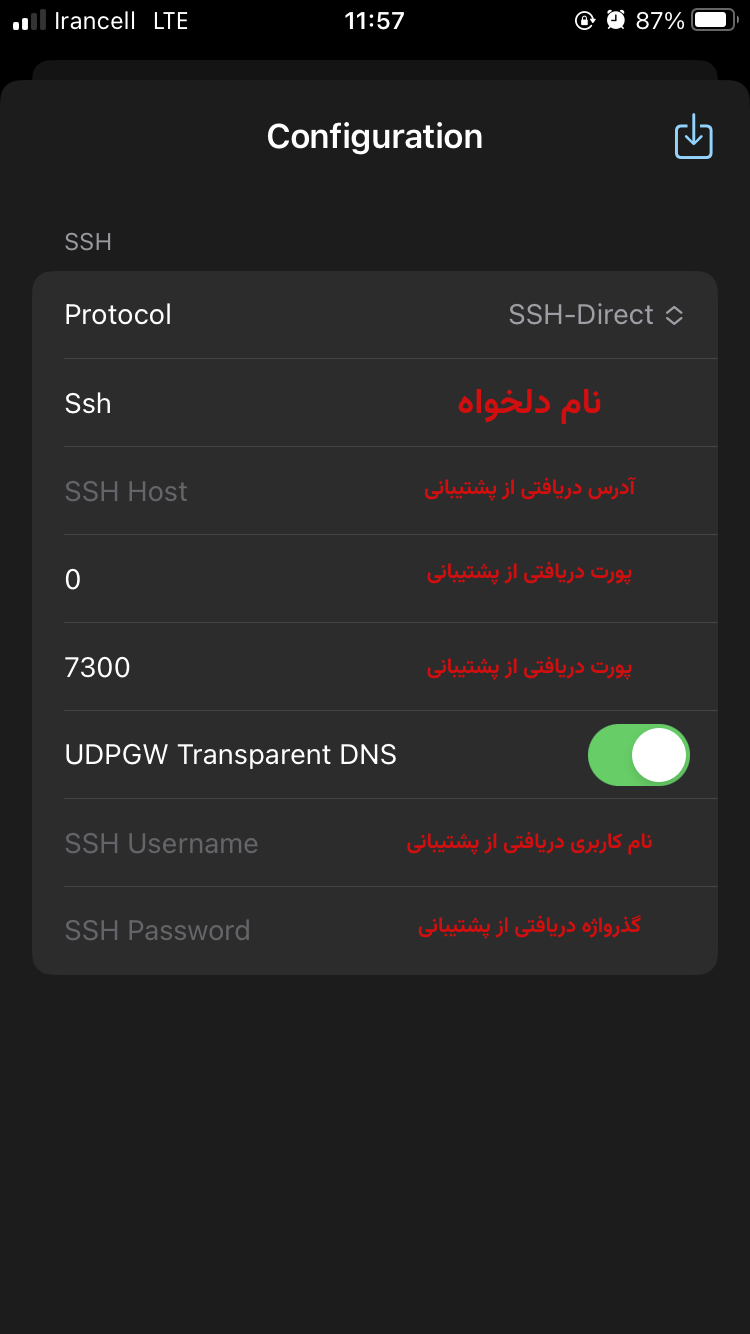 Irancell LTE 11:57 87%
Configuration
SSH
Protocol SSH-Direct
Ssh نام دلخواه
SSH Host آدرس دریافتی از پشتیبانی
0 پورت دریافتی از پشتیبانی
7300 پورت دریافتی از پشتیبانی
UDPGW Transparent DNS
SSH Username نام کاربری دریافتی از پشتیبانی
SSH Password گذرواژه دریافتی از پشتیبانی